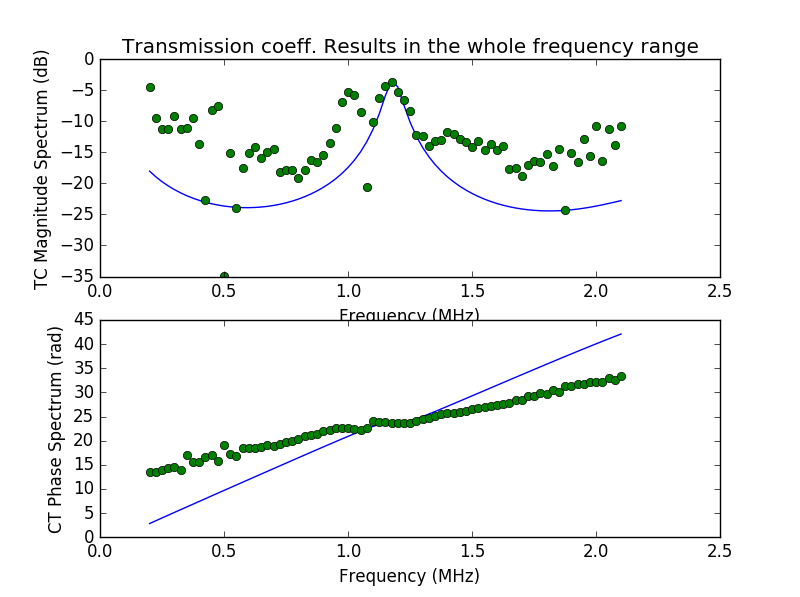 Transmission coeff. Results in the whole frequency range
TC Magnitude Spectrum (dB)
0
−5
−10
−15
−20
−25
−30
−35
0.0 0.5 1.0 1.5 2.0 2.5
Frequency (MHz)
CT Phase Spectrum (rad)
45
40
35
30
25
20
15
10
5
0
0.0 0.5 1.0 1.5 2.0 2.5
Frequency (MHz)